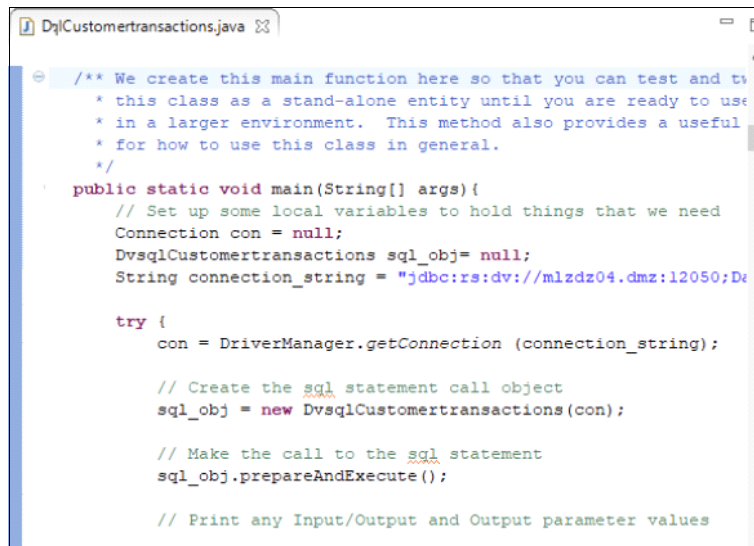 DqlCustomertransactions.java
/** We create this main function here so that you can test and tw
* this class as a stand-alone entity until you are ready to use
* in a larger environment.  This method also provides a useful
* for how to use this class in general.
*/
public static void main(String[] args){
// Set up some local variables to hold things that we need
Connection con = null;
DvsqlCustomertransactions sql_obj= null;
String connection_string = "jdbc:rs:dv://mlzdz04.dmz:12050;Da
try {
con = DriverManager.getConnection (connection_string);
// Create the sql statement call object
sql_obj = new DvsqlCustomertransactions(con);
// Make the call to the sql statement
sql_obj.prepareAndExecute();
// Print any Input/Output and Output parameter values